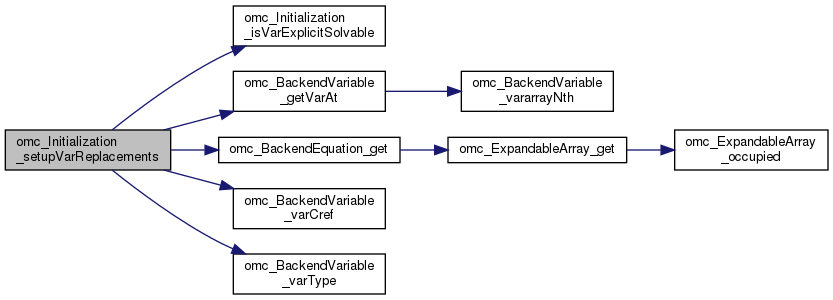 omc_Initialization
_setupVarReplacements
omc_Initialization
_isVarExplicitSolvable
omc_BackendVariable
_getVarAt
omc_BackendVariable
_vararrayNth
omc_BackendEquation_get
omc_ExpandableArray_get
omc_ExpandableArray
_occupied
omc_BackendVariable
_varCref
omc_BackendVariable
_varType